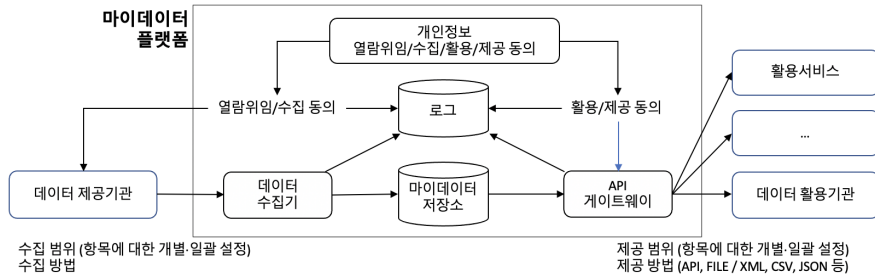 마이데이터
플랫폼
개인정보
열람위임/수집/활용/제공 동의
활용서비스
열람위임/수집 동의
로그
활용/제공 동의
...
데이터 제공기관
데이터
수집기
마이데이터
저장소
API
게이트웨이
데이터 활용기관
수집 범위 (항목에 대한 개별·일괄 설정)
수집 방법
제공 범위 (항목에 대한 개별·일괄 설정)
제공 방법 (API, FILE / XML, CSV, JSON 등)